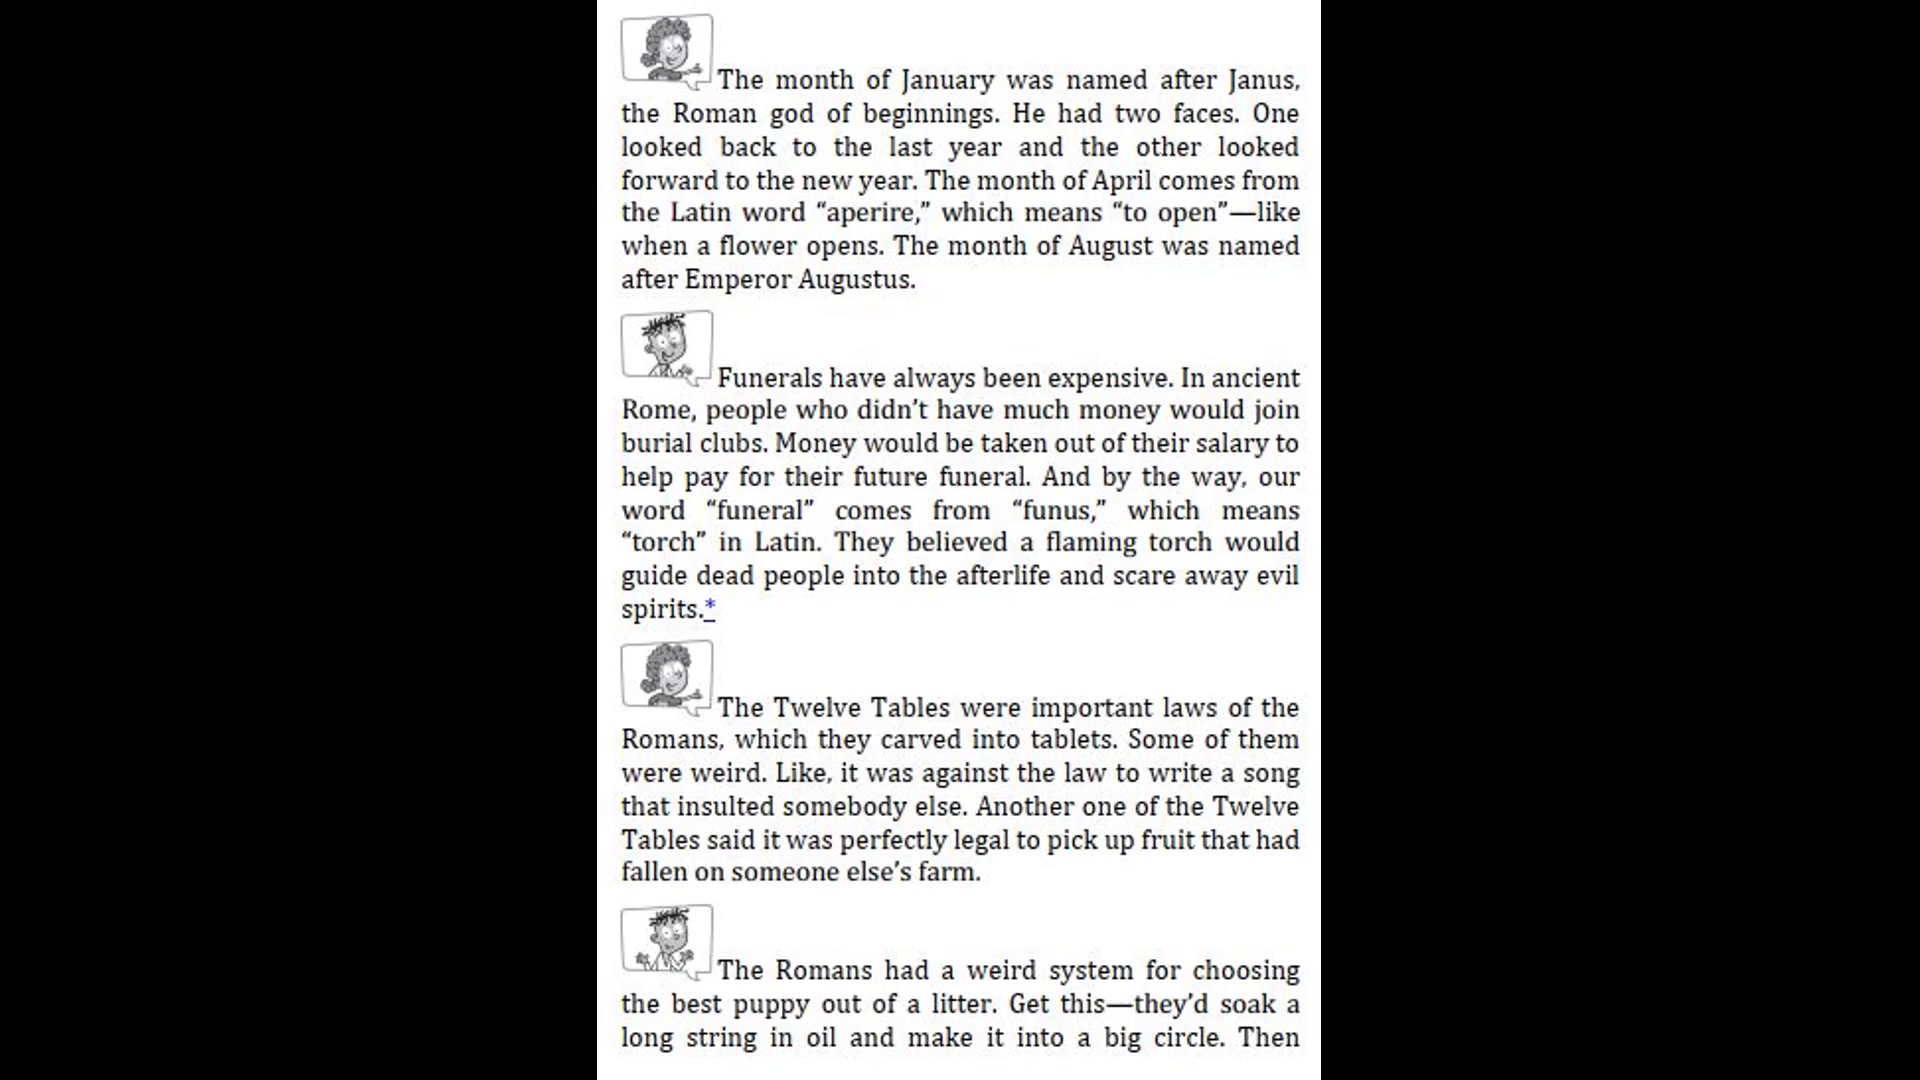 The month of January was named after Janus,
the Roman god of beginnings. He had two faces. One
looked back to the last year and the other looked
forward to the new year. The month of April comes from
the Latin word “aperire,” which means “to open”—like
when a flower opens. The month of August was named
after Emperor Augustus.
Funerals have always been expensive. In ancient
Rome, people who didn’t have much money would join
burial clubs. Money would be taken out of their salary to
help pay for their future funeral. And by the way, our
word “funeral” comes from “funus,” which means
“torch” in Latin. They believed a flaming torch would
guide dead people into the afterlife and scare away evil
spirits.*
The Twelve Tables were important laws of the
Romans, which they carved into tablets. Some of them
were weird. Like, it was against the law to write a song
that insulted somebody else. Another one of the Twelve
Tables said it was perfectly legal to pick up fruit that had
fallen on someone else’s farm.
The Romans had a weird system for choosing
the best puppy out of a litter. Get this—they’d soak a
long string in oil and make it into a big circle. Then